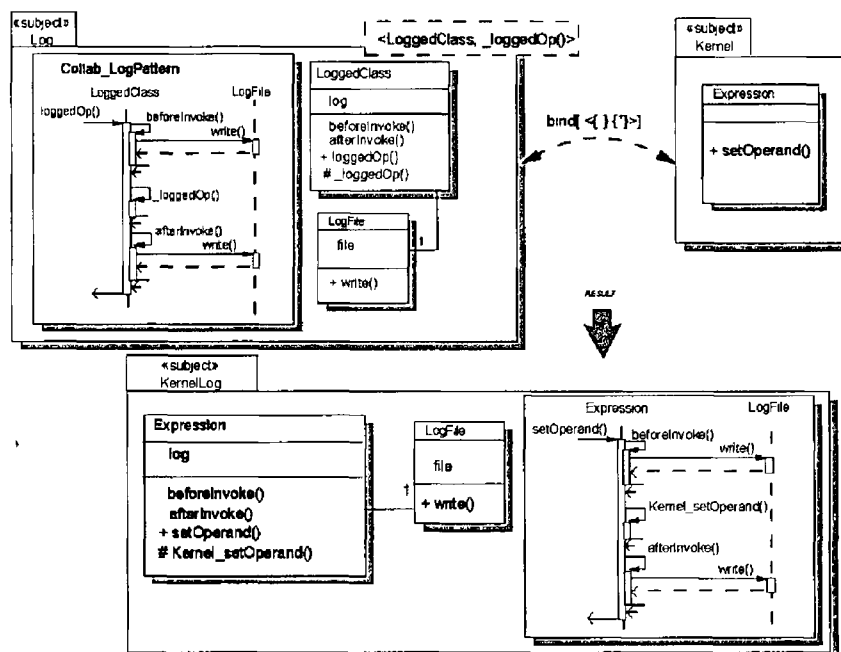 «subject»
Log
<LoggedClass, _loggedOp()>
Collab_LogPattern
LoggedClass
LogFile
loggedOp()
beforeInvoke()
write()
_loggedOp()
afterInvoke()
write()
LoggedClass
log
beforeInvoke()
afterInvoke()
+ loggedOp()
# _loggedOp()
LogFile
file
+ write()
1
bind[ <{ } {*}>]
«subject»
Kernel
Expression
+ setOperand()
RESULT
«subject»
KernelLog
Expression
log
beforeInvoke()
afterInvoke()
+ setOperand()
# Kernel_setOperand()
1
LogFile
file
+ write()
Expression
LogFile
setOperand()
beforeInvoke()
write()
Kernel_setOperand()
afterInvoke()
write()